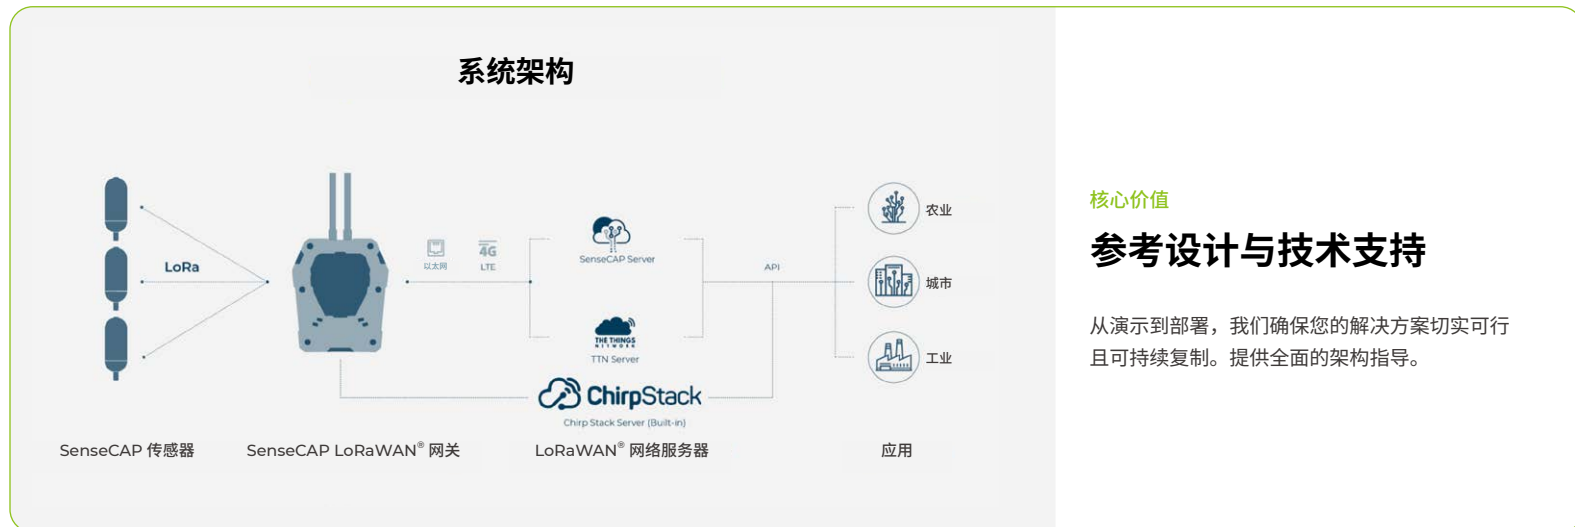 系统架构
LoRa
以太网
4G
LTE
SenseCAP Server
THE THINGS
NETWORK
TTN Server
ChirpStack
Chirp Stack Server (Built-in)
API
农业
城市
工业
SenseCAP 传感器
SenseCAP LoRaWAN® 网关
LoRaWAN® 网络服务器
应用
核心价值
参考设计与技术支持
从演示到部署，我们确保您的解决方案切实可行
且可持续复制。提供全面的架构指导。